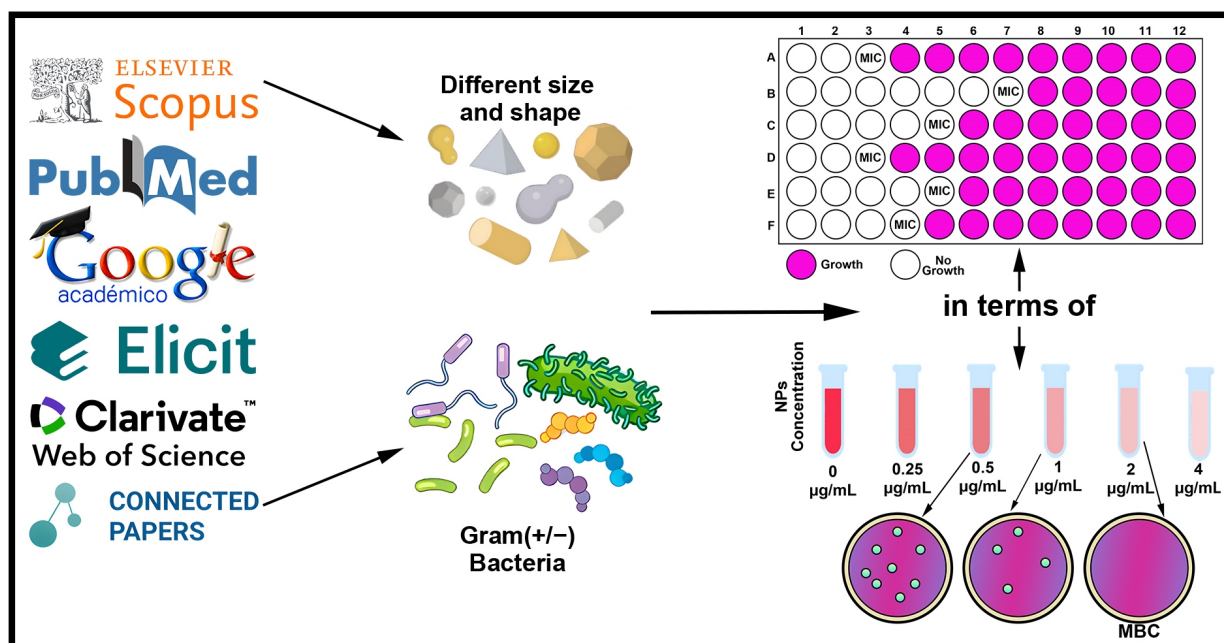 ELSEVIER
Scopus
PubMed
Google
académico
Elicit
Clarivate™
Web of Science
CONNECTED
PAPERS
Different size
and shape
Gram(+/−)
Bacteria
1 2 3 4 5 6 7 8 9 10 11 12
A MIC
B MIC
C MIC
D MIC
E MIC
F MIC
Growth
No
Growth
in terms of
NPs
Concentration
0 0.25 0.5 1 2 4
µg/mL µg/mL µg/mL µg/mL µg/mL µg/mL
MBC